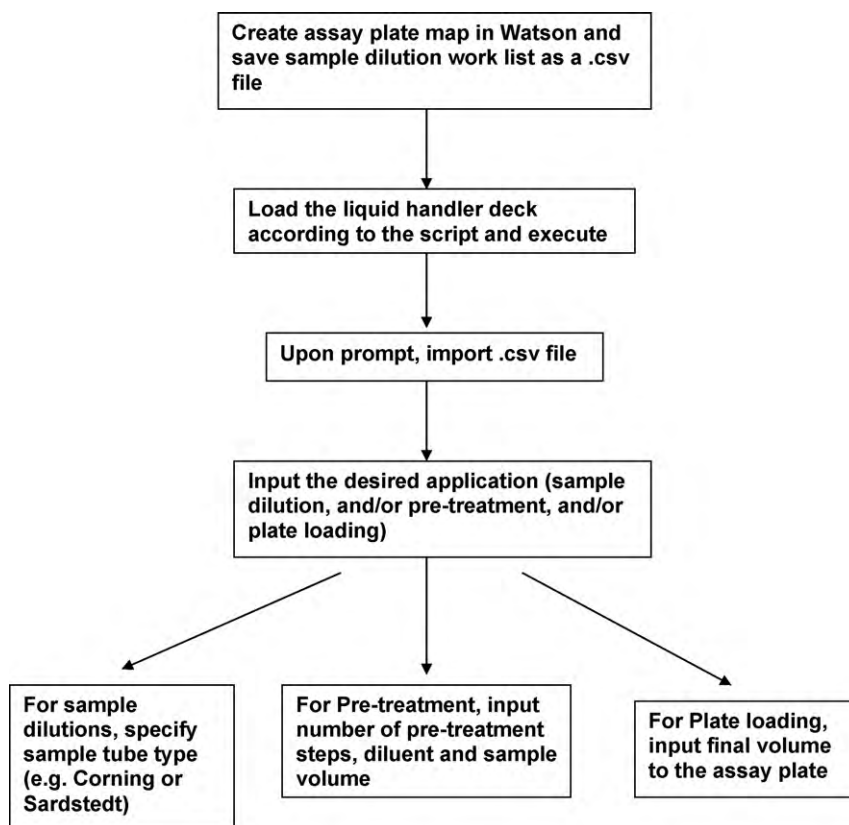 Create assay plate map in Watson and
save sample dilution work list as a .csv
file
Load the liquid handler deck
according to the script and execute
Upon prompt, import .csv file
Input the desired application (sample
dilution, and/or pre-treatment, and/or
plate loading)
For sample
dilutions, specify
sample tube type
(e.g. Corning or
Sardstedt)
For Pre-treatment, input
number of pre-treatment
steps, diluent and sample
volume
For Plate loading,
input final volume
to the assay plate